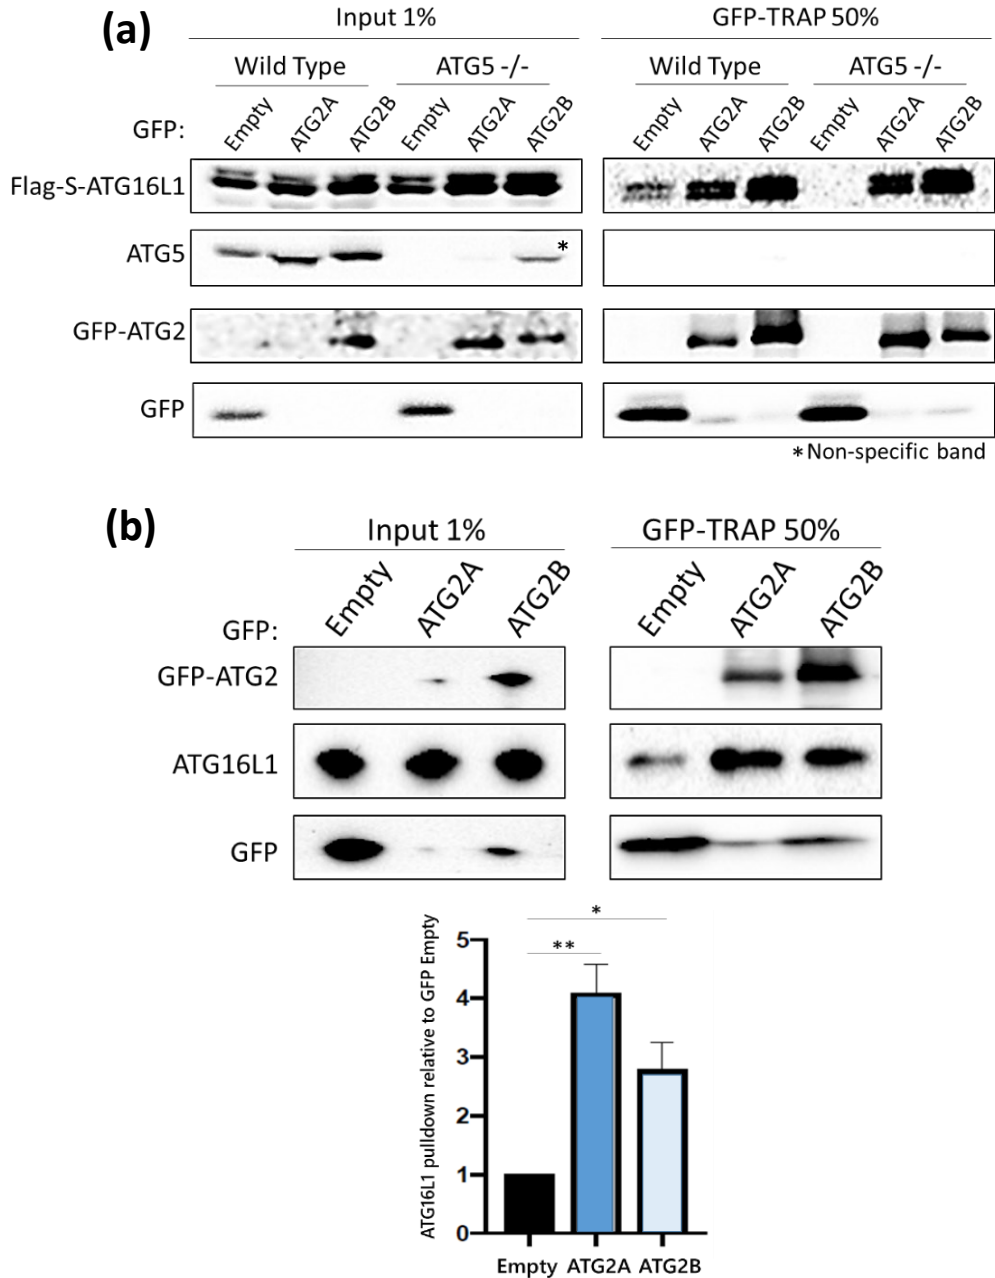 (a)
Input 1%
GFP-TRAP 50%
Wild Type
ATG5 -/-
Wild Type
ATG5 -/-
GFP:
Empty
ATG2A
ATG2B
Empty
ATG2A
ATG2B
Empty
ATG2A
ATG2B
Empty
ATG2A
ATG2B
Flag-S-ATG16L1
ATG5
*
GFP-ATG2
GFP
*Non-specific band
(b)
Input 1%
GFP-TRAP 50%
GFP:
Empty
ATG2A
ATG2B
Empty
ATG2A
ATG2B
GFP-ATG2
ATG16L1
GFP
ATG16L1 pulldown relative to GFP Empty
*
**
5
4
3
2
1
0
Empty ATG2A ATG2B